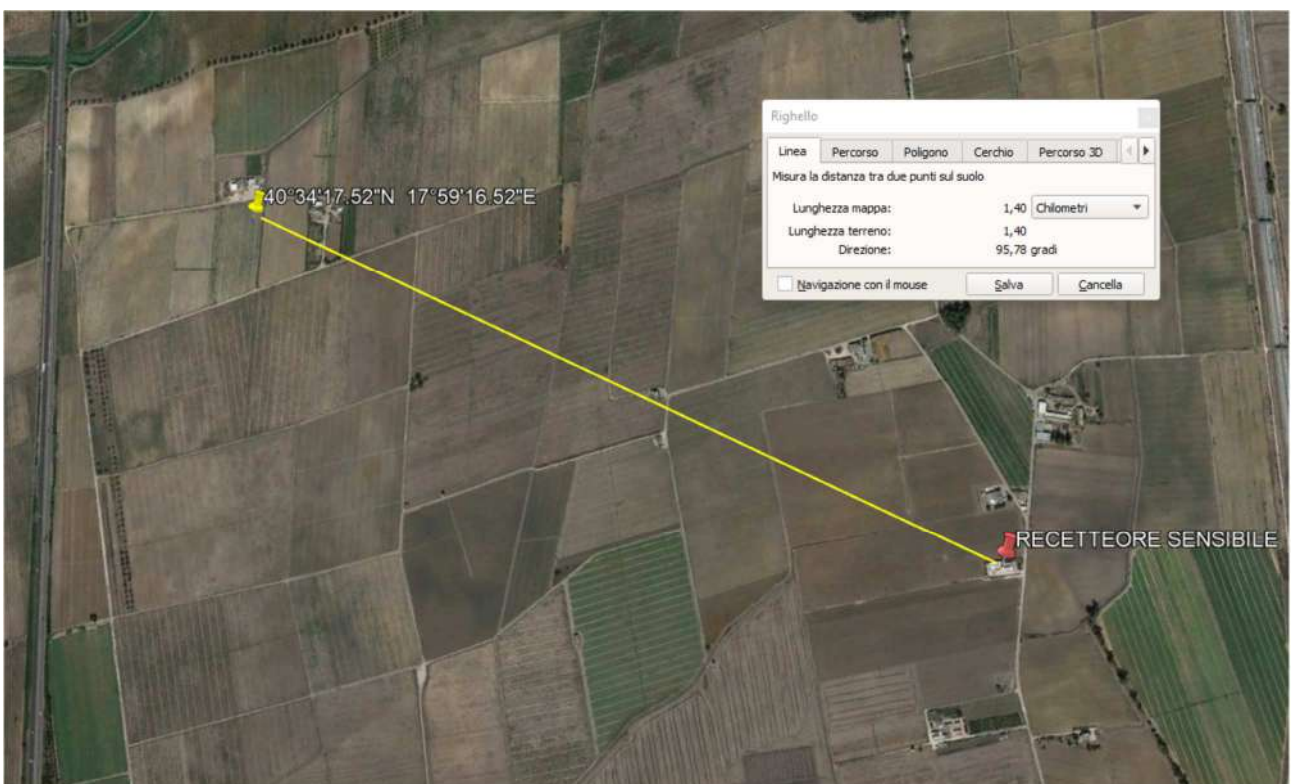 Righello
Linea Percorso Poligono Cerchio Percorso 3D
Misura la distanza tra due punti sul suolo
Lunghezza mappa: 1,40 Chilometri
Lunghezza terreno: 1,40
Direzione: 95,78 gradi
Navigazione con il mouse Salva Cancella
40°34'17.52"N 17°59'16.52"E
RECETTEORE SENSIBILE